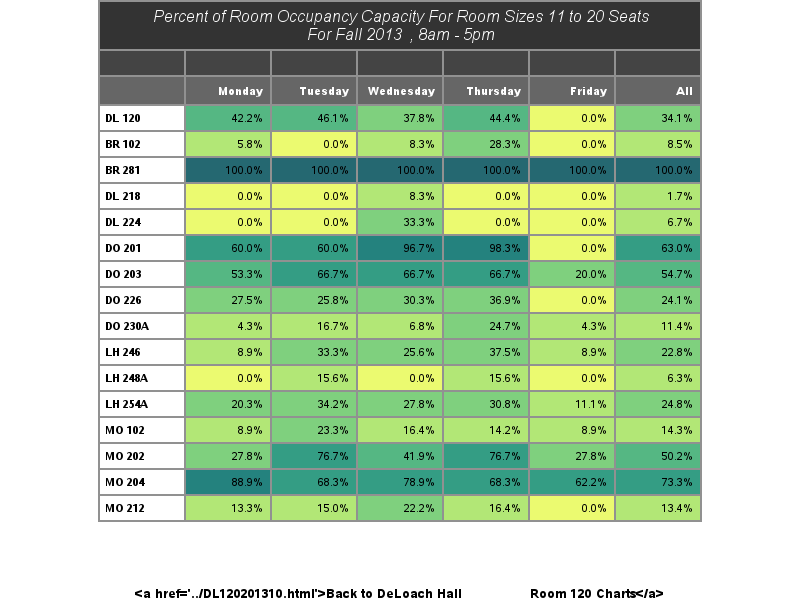 Percent of Room Occupancy Capacity For Room Sizes 11 to 20 Seats
For Fall 2013 , 8am - 5pm
Monday Tuesday Wednesday Thursday Friday All
DL 120 42.2% 46.1% 37.8% 44.4% 0.0% 34.1%
BR 102 5.8% 0.0% 8.3% 28.3% 0.0% 8.5%
BR 281 100.0% 100.0% 100.0% 100.0% 100.0% 100.0%
DL 218 0.0% 0.0% 8.3% 0.0% 0.0% 1.7%
DL 224 0.0% 0.0% 33.3% 0.0% 0.0% 6.7%
DO 201 60.0% 60.0% 96.7% 98.3% 0.0% 63.0%
DO 203 53.3% 66.7% 66.7% 66.7% 20.0% 54.7%
DO 226 27.5% 25.8% 30.3% 36.9% 0.0% 24.1%
DO 230A 4.3% 16.7% 6.8% 24.7% 4.3% 11.4%
LH 246 8.9% 33.3% 25.6% 37.5% 8.9% 22.8%
LH 248A 0.0% 15.6% 0.0% 15.6% 0.0% 6.3%
LH 254A 20.3% 34.2% 27.8% 30.8% 11.1% 24.8%
MO 102 8.9% 23.3% 16.4% 14.2% 8.9% 14.3%
MO 202 27.8% 76.7% 41.9% 76.7% 27.8% 50.2%
MO 204 88.9% 68.3% 78.9% 68.3% 62.2% 73.3%
MO 212 13.3% 15.0% 22.2% 16.4% 0.0% 13.4%
<a href='../DL120201310.html'>Back to DeLoach Hall Room 120 Charts</a>